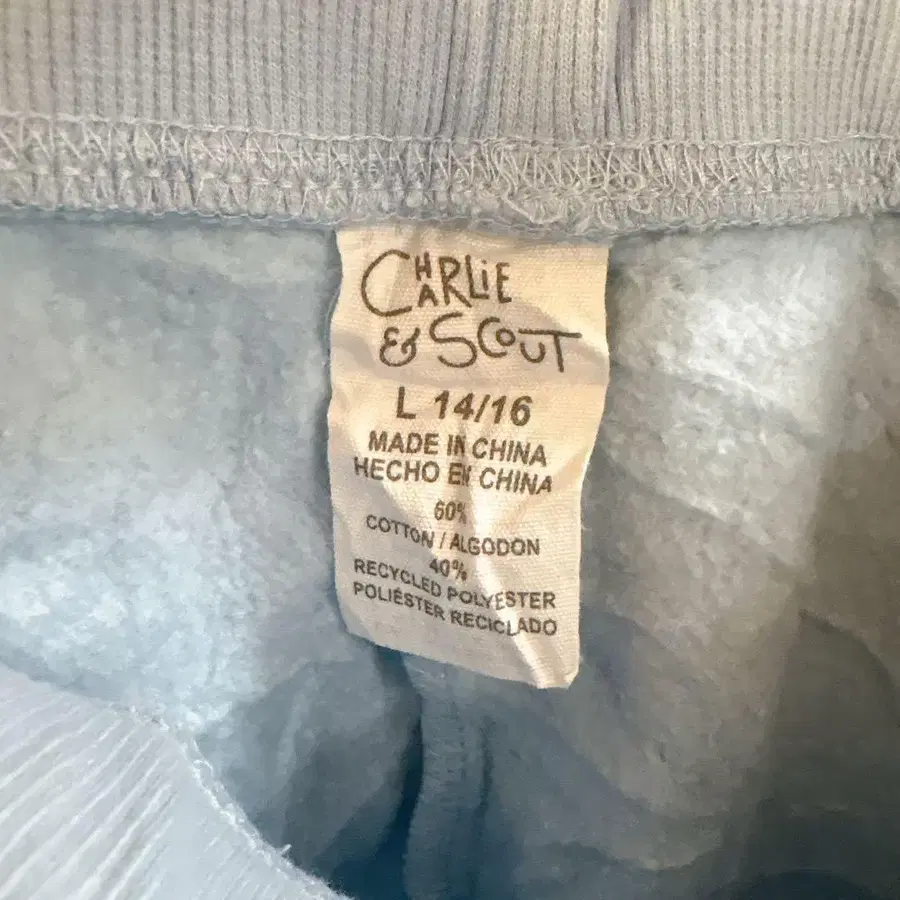 CHARLiE
& SCOUT
L 14/16
MADE IN CHINA
HECHO EN CHINA
60%
COTTON / ALGODON
40%
RECYCLED POLYESTER
POLIÉSTER RECICLADO